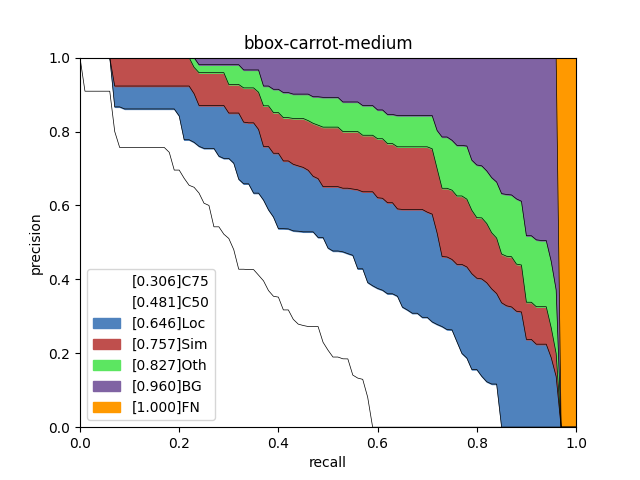 bbox-carrot-medium
precision
1.0
0.8
0.6
0.4
0.2
0.0
[0.306]C75
[0.481]C50
[0.646]Loc
[0.757]Sim
[0.827]Oth
[0.960]BG
[1.000]FN
0.0 0.2 0.4 0.6 0.8 1.0
recall